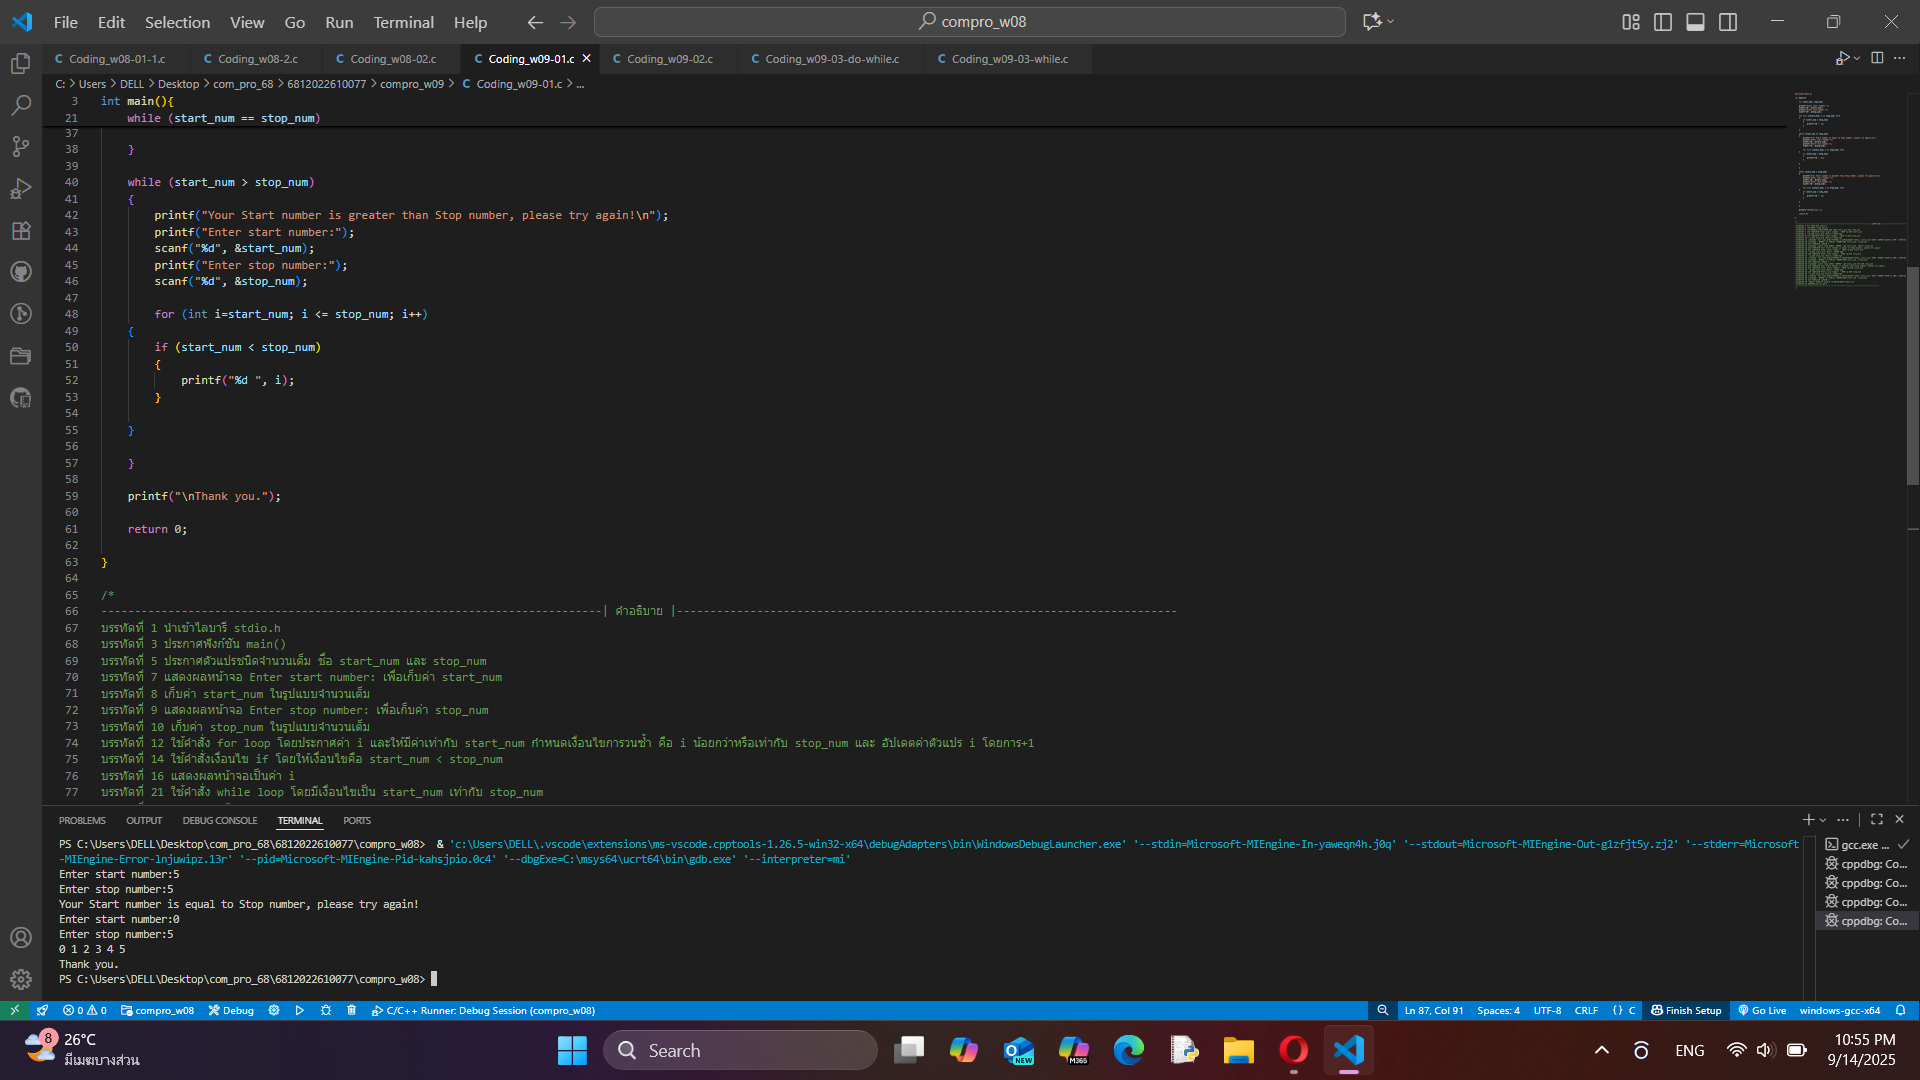 File Edit Selection View Go Run Terminal Help
compro_w08
Coding_w08-01-1.c Coding_w08-2.c Coding_w08-02.c Coding_w09-01.c Coding_w09-02.c Coding_w09-03-do-while.c Coding_w09-03-while.c
C: > Users > DELL > Desktop > com_pro_68 > 6812022610077 > compro_w09 > Coding_w09-01.c > ...
3 int main(){
21 while (start_num == stop_num)
37
38 }
39
40 while (start_num > stop_num)
41 {
42 printf("Your Start number is greater than Stop number, please try again!\n");
43 printf("Enter start number:");
44 scanf("%d", &start_num);
45 printf("Enter stop number:");
46 scanf("%d", &stop_num);
47
48 for (int i=start_num; i <= stop_num; i++)
49 {
50 if (start_num < stop_num)
51 {
52 printf("%d ", i);
53 }
54
55 }
56
57 }
58
59 printf("\nThank you.");
60
61 return 0;
62
63 }
64
65 /*
66 ---------------------------------------------------------------------------| คำอธิบาย |---------------------------------------------------------------------------
67 บรรทัดที่ 1 นำเข้าไลบารี stdio.h
68 บรรทัดที่ 3 ประกาศฟังก์ชัน main()
69 บรรทัดที่ 5 ประกาศตัวแปรชนิดจำนวนเต็ม ชื่อ start_num และ stop_num
70 บรรทัดที่ 7 แสดงผลหน้าจอ Enter start number: เพื่อเก็บค่า start_num
71 บรรทัดที่ 8 เก็บค่า start_num ในรูปแบบจำนวนเต็ม
72 บรรทัดที่ 9 แสดงผลหน้าจอ Enter stop number: เพื่อเก็บค่า stop_num
73 บรรทัดที่ 10 เก็บค่า stop_num ในรูปแบบจำนวนเต็ม
74 บรรทัดที่ 12 ใช้คำสั่ง for loop โดยประกาศค่า i และให้มีค่าเท่ากับ start_num กำหนดเงื่อนไขการวนซ้ำ คือ i น้อยกว่าหรือเท่ากับ stop_num และ อัปเดตค่าตัวแปร i โดยการ+1
75 บรรทัดที่ 14 ใช้คำสั่งเงื่อนไข if โดยให้เงื่อนไขคือ start_num < stop_num
76 บรรทัดที่ 16 แสดงผลหน้าจอเป็นค่า i
77 บรรทัดที่ 21 ใช้คำสั่ง while loop โดยมีเงื่อนไขเป็น start_num เท่ากับ stop_num
PROBLEMS OUTPUT DEBUG CONSOLE TERMINAL PORTS
PS C:\Users\DELL\Desktop\com_pro_68\6812022610077\compro_w08> & 'c:\Users\DELL\.vscode\extensions\ms-vscode.cpptools-1.26.5-win32-x64\debugAdapters\bin\WindowsDebugLauncher.exe' '--stdin=Microsoft-MIEngine-In-yaweqn4h.j0q' '--stdout=Microsoft-MIEngine-Out-g1zfjt5y.zj2' '--stderr=Microsoft
-MIEngine-Error-lnjuwipz.13r' '--pid=Microsoft-MIEngine-Pid-kahsjpio.0c4' '--dbgExe=C:\msys64\ucrt64\bin\gdb.exe' '--interpreter=mi'
Enter start number:5
Enter stop number:5
Your Start number is equal to Stop number, please try again!
Enter start number:0
Enter stop number:5
0 1 2 3 4 5
Thank you.
PS C:\Users\DELL\Desktop\com_pro_68\6812022610077\compro_w08>
gcc.exe ...
cppdbg: Co...
cppdbg: Co...
cppdbg: Co...
cppdbg: Co...
0 0 compro_w08 Debug C/C++ Runner: Debug Session (compro_w08) Ln 87, Col 91 Spaces: 4 UTF-8 CRLF {} C Finish Setup Go Live windows-gcc-x64
8 26°C
มีเมฆบางส่วน
Search
NEW
M365
ENG
10:55 PM
9/14/2025